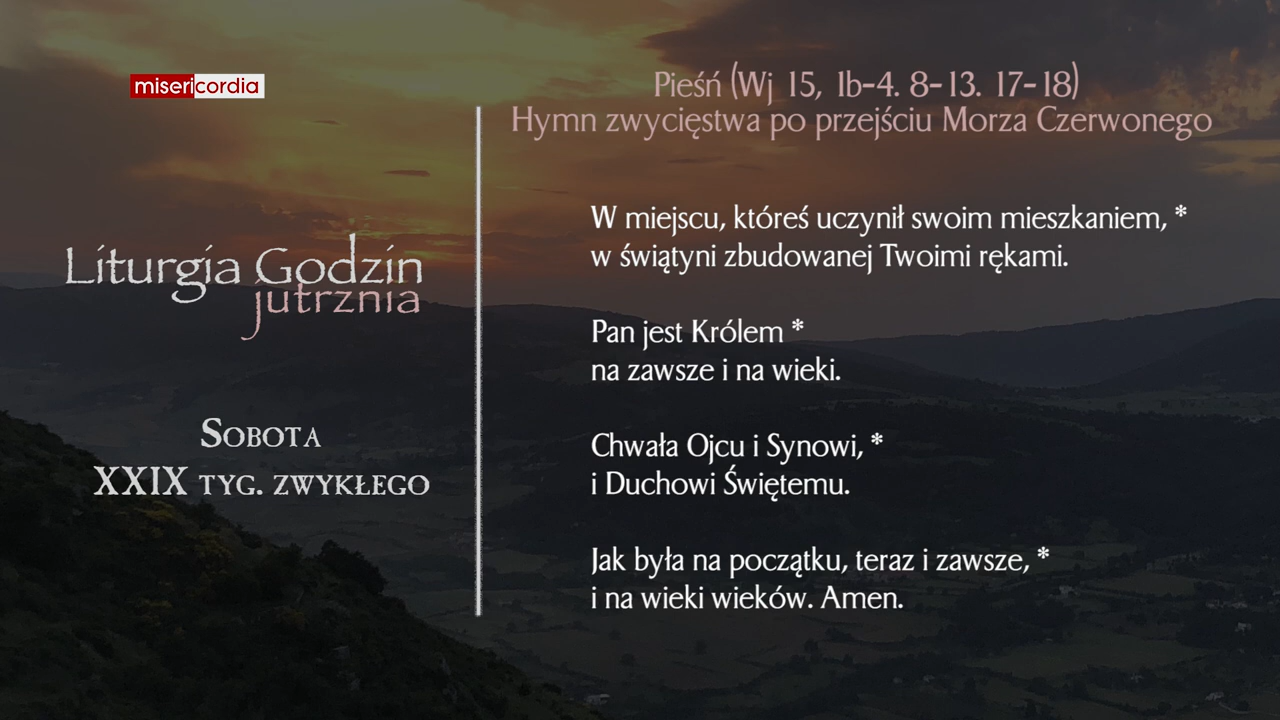 misericordia
Liturgia Godzin
jutrznia
Sobota
XXIX tyg. zwykłego
Pieśń (Wj 15, 1b-4. 8-13. 17-18)
Hymn zwycięstwa po przejściu Morza Czerwonego
W miejscu, któreś uczynił swoim mieszkaniem, *
w świątyni zbudowanej Twoimi rękami.
Pan jest Królem *
na zawsze i na wieki.
Chwała Ojcu i Synowi, *
i Duchowi Świętemu.
Jak była na początku, teraz i zawsze, *
i na wieki wieków. Amen.